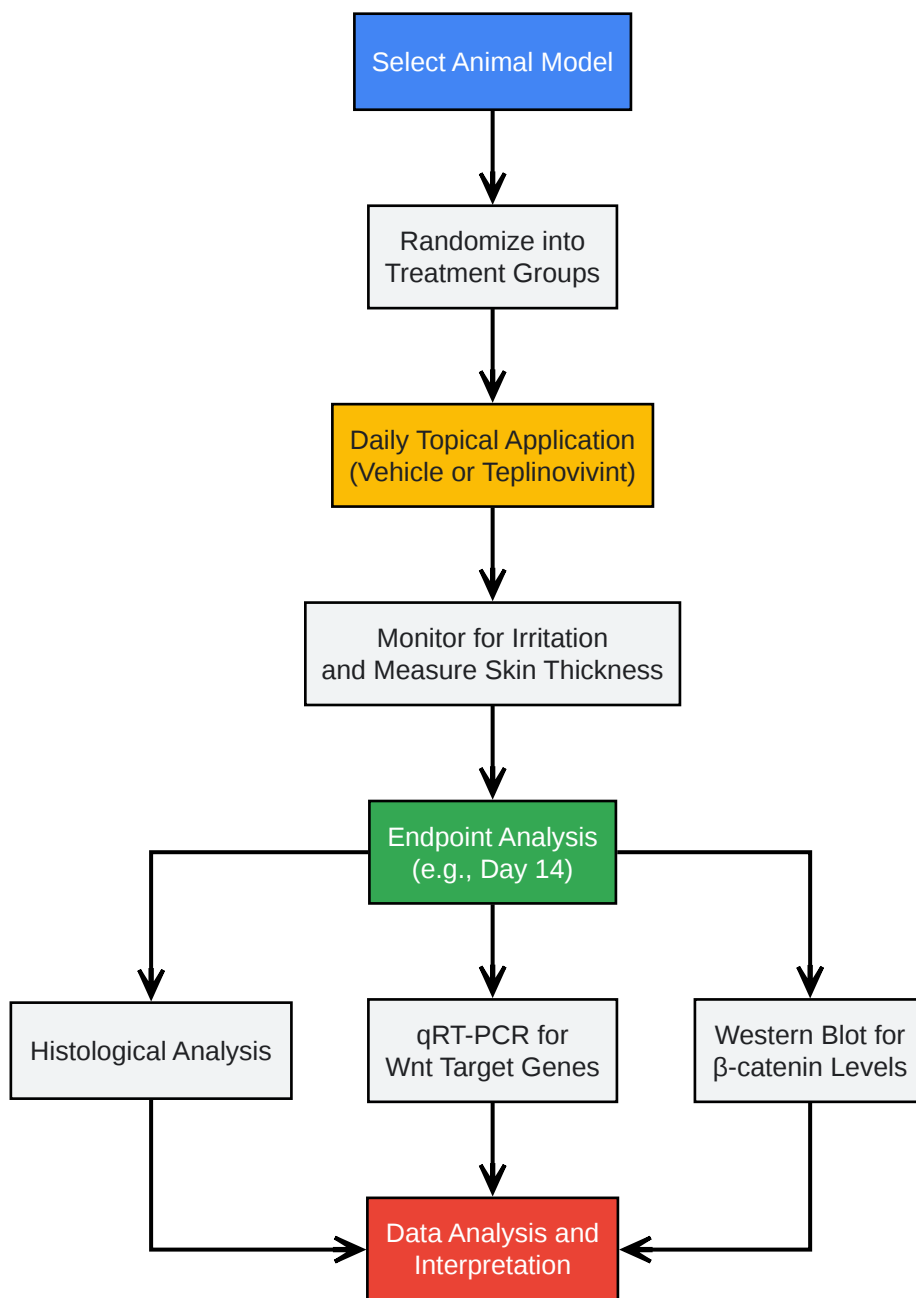 Select Animal Model
Randomize into
Treatment Groups
Daily Topical Application
(Vehicle or Teplinovivint)
Monitor for Irritation
and Measure Skin Thickness
Endpoint Analysis
(e.g., Day 14)
Histological Analysis
qRT-PCR for
Wnt Target Genes
Western Blot for
β-catenin Levels
Data Analysis and
Interpretation